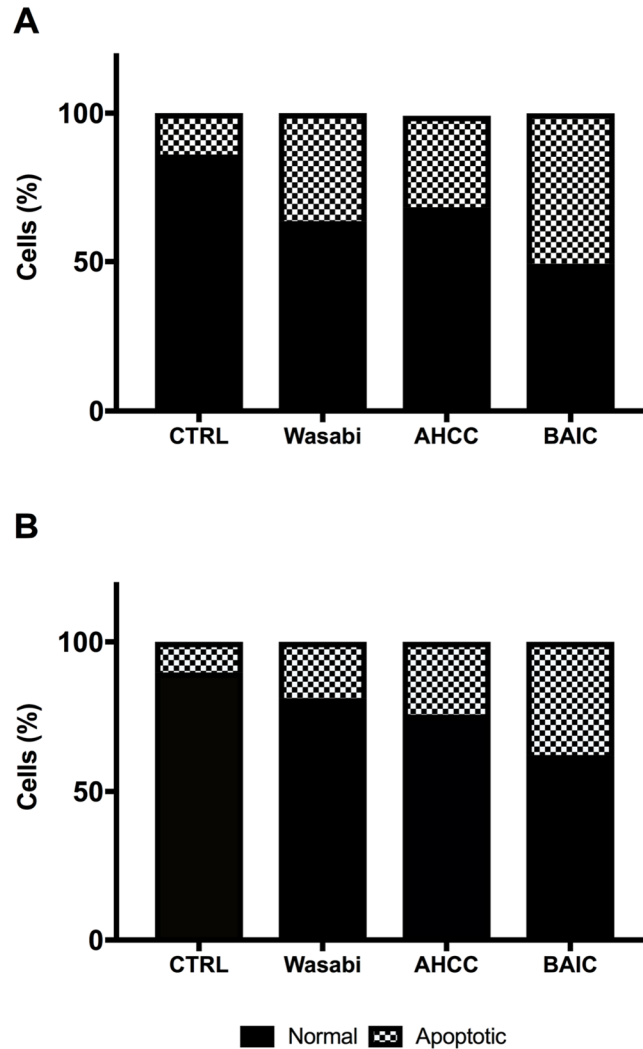 A
Cells (%)
100
50
0
CTRL Wasabi AHCC BAIC
B
Cells (%)
100
50
0
CTRL Wasabi AHCC BAIC
Normal Apoptotic